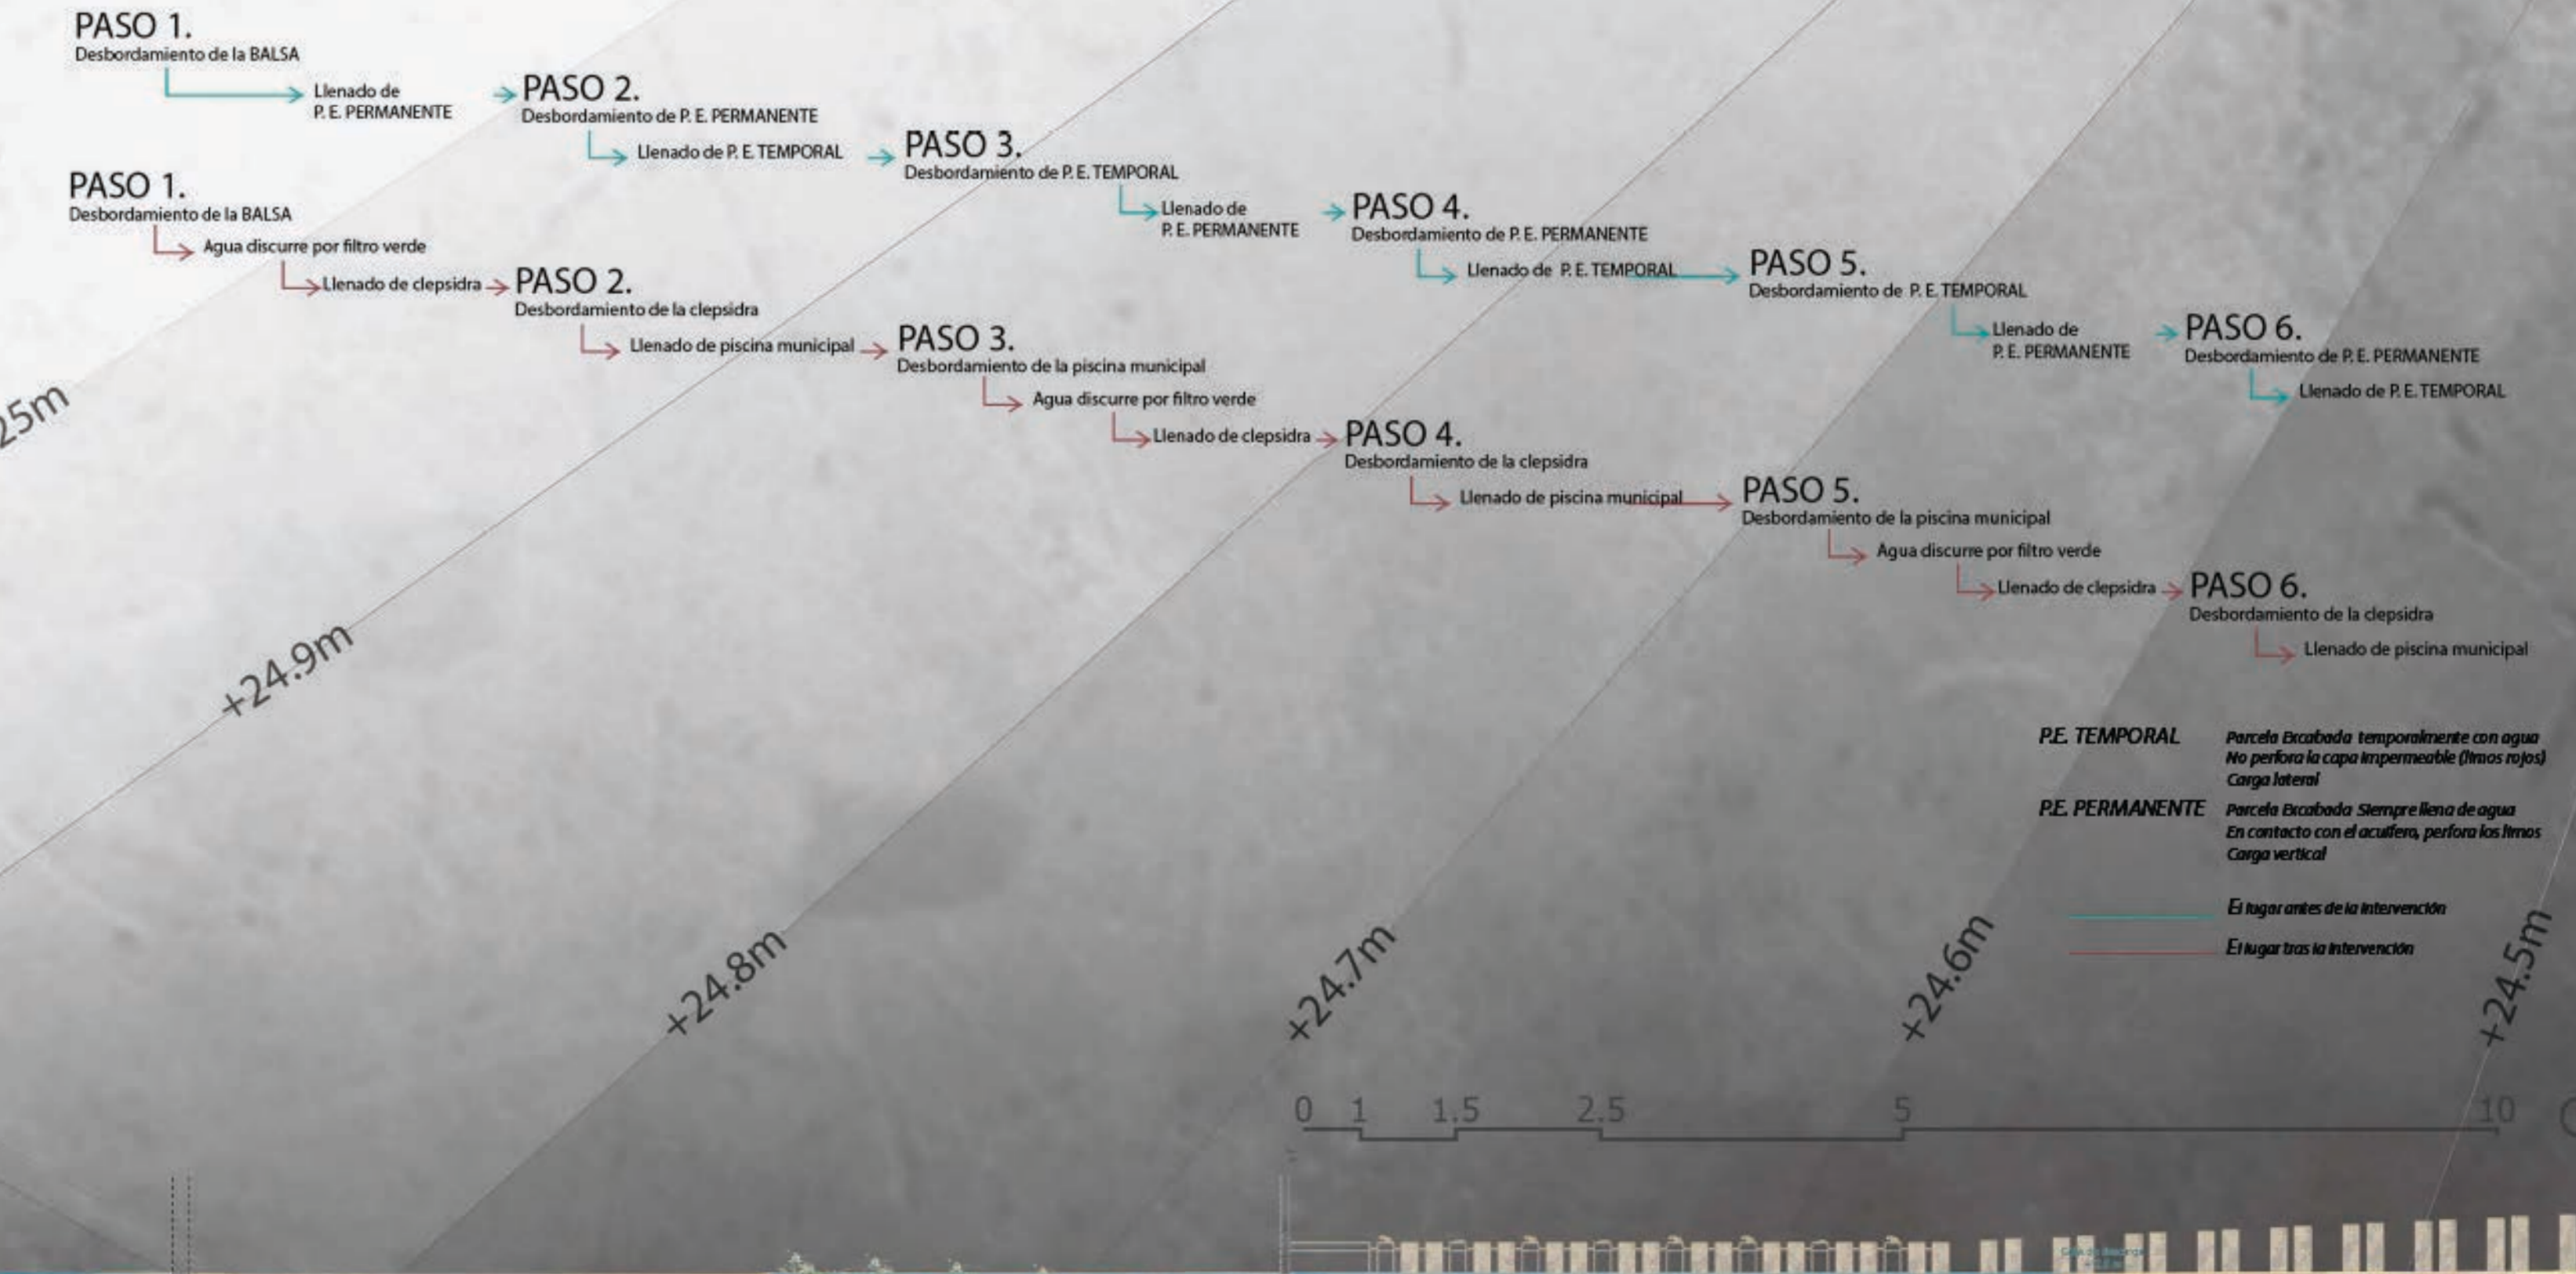 PASO 1.
Desbordamiento de la BALSA
Llenado de
P. E. PERMANENTE
PASO 2.
Desbordamiento de P. E. PERMANENTE
Llenado de P. E. TEMPORAL
PASO 3.
Desbordamiento de P. E. TEMPORAL
Llenado de
P. E. PERMANENTE
PASO 4.
Desbordamiento de P. E. PERMANENTE
Llenado de P. E. TEMPORAL
PASO 5.
Desbordamiento de P. E. TEMPORAL
Llenado de
P. E. PERMANENTE
PASO 6.
Desbordamiento de P. E. PERMANENTE
Llenado de P. E. TEMPORAL
PASO 1.
Desbordamiento de la BALSA
Agua discurre por filtro verde
Llenado de clepsidra
PASO 2.
Desbordamiento de la clepsidra
Llenado de piscina municipal
PASO 3.
Desbordamiento de la piscina municipal
Agua discurre por filtro verde
Llenado de clepsidra
PASO 4.
Desbordamiento de la clepsidra
Llenado de piscina municipal
PASO 5.
Desbordamiento de la piscina municipal
Agua discurre por filtro verde
Llenado de clepsidra
PASO 6.
Desbordamiento de la clepsidra
Llenado de piscina municipal
25m
+24.9m
+24.8m
+24.7m
+24.6m
+24.5m
P.E. TEMPORAL
Parcela Excabada temporalmente con agua
No perfora la capa impermeable (limos rojos)
Carga lateral
P.E. PERMANENTE
Parcela Excabada Siempre llena de agua
En contacto con el acuífero, perfora los limos
Carga vertical
El lugar antes de la intervención
El lugar tras la intervención
0 1 1.5 2.5 5 10